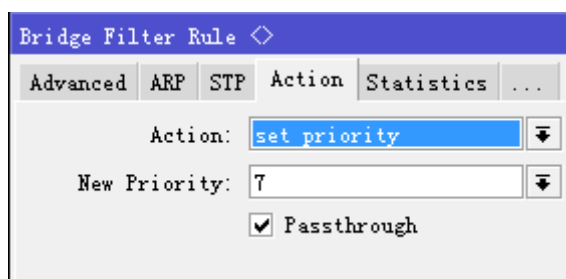 Bridge Filter Rule <>
Advanced ARP STP Action Statistics ...
Action: set priority
New Priority: 7
Passthrough